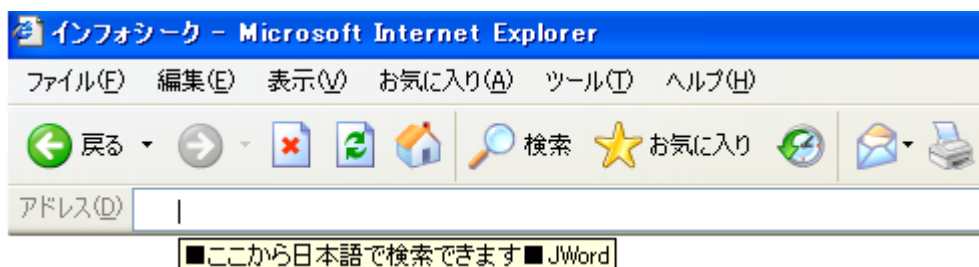 インフォシーク - Microsoft Internet Explorer
ファイル(F) 編集(E) 表示(V) お気に入り(A) ツール(T) ヘルプ(H)
戻る 検索 お気に入り
アドレス(D)
■ここから日本語で検索できます■ JWord